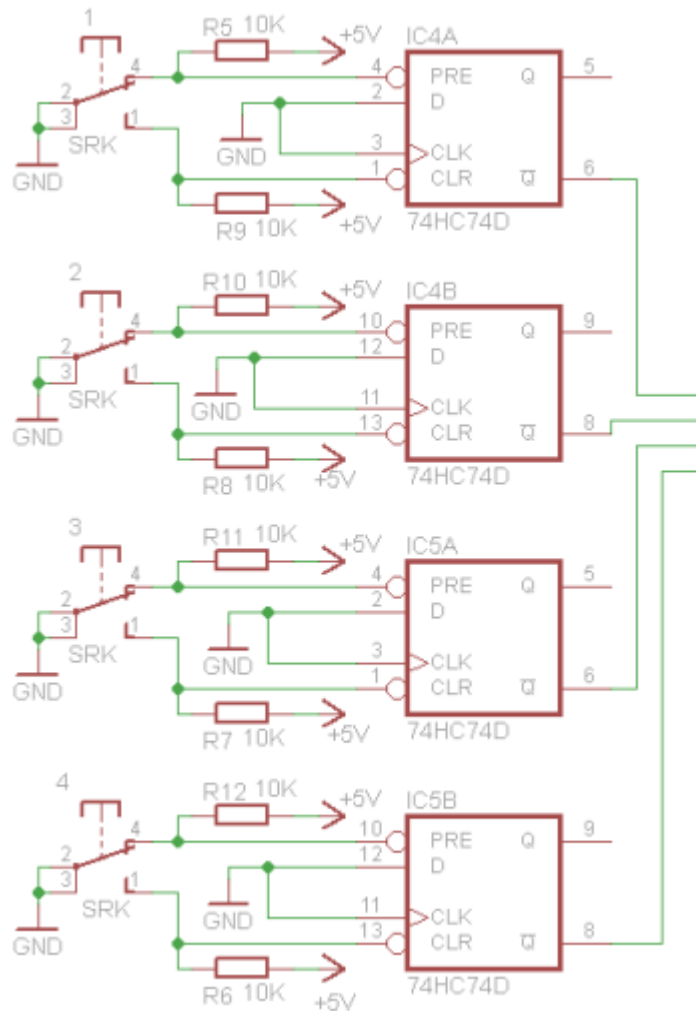 1
R5 10K
+5V
IC4A
4
4
PRE
Q
5
2
2
D
3
1
GND
3
CLK
SRK
1
CLR
Q
6
GND
R9 10K
+5V
74HC74D
2
R10 10K
+5V
IC4B
4
10
PRE
Q
9
2
12
D
3
1
GND
11
CLK
SRK
13
CLR
Q
8
GND
R8 10K
+5V
74HC74D
3
R11 10K
+5V
IC5A
4
4
PRE
Q
5
2
2
D
3
1
GND
3
CLK
SRK
1
CLR
Q
6
GND
R7 10K
+5V
74HC74D
4
R12 10K
+5V
IC5B
4
10
PRE
Q
9
2
12
D
3
1
GND
11
CLK
SRK
13
CLR
Q
8
GND
R6 10K
+5V
74HC74D